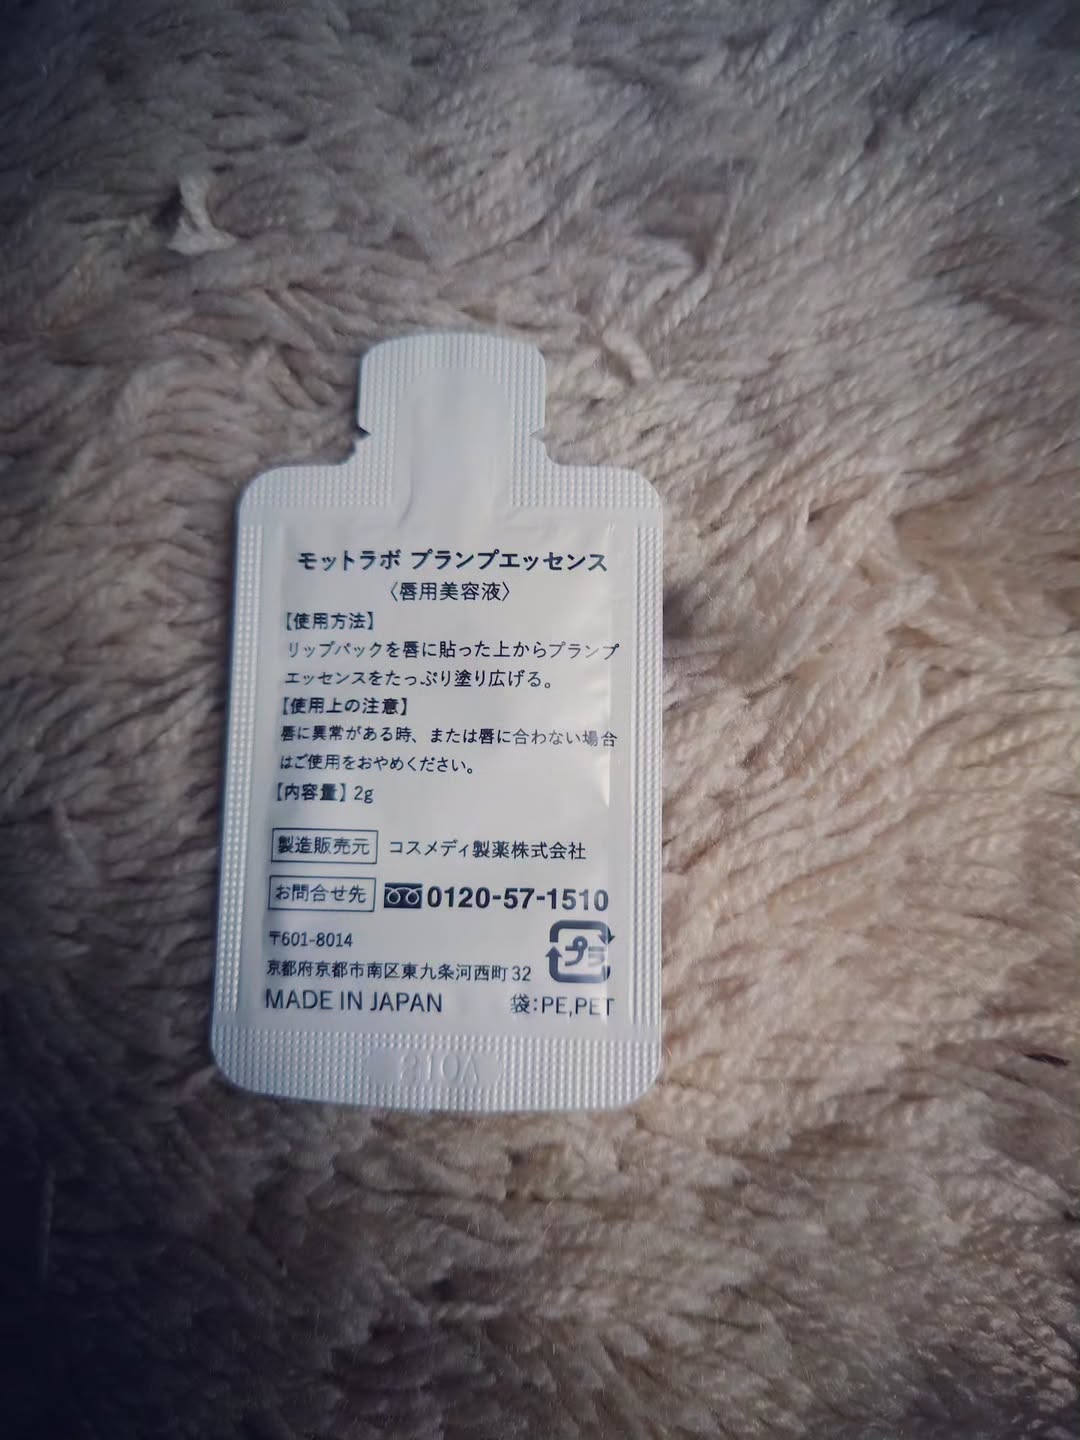 モットラボ プランプエッセンス
〈唇用美容液〉
【使用方法】
リップパックを唇に貼った上からプランプ
エッセンスをたっぷり塗り広げる。
【使用上の注意】
唇に異常がある時、または唇に合わない場合
はご使用をおやめください。
【内容量】2g
製造販売元 コスメディ製薬株式会社
お問合せ先 0120-57-1510
〒601-8014
京都府京都市南区東九条河西町32
プラ
MADE IN JAPAN 袋:PE,PET